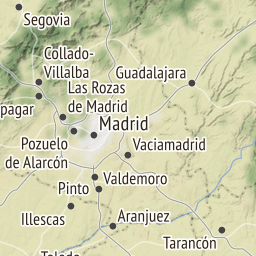 Segovia
Collado-
Villalba
Guadalajara
Las Rozas
de Madrid
pagar
Madrid
Pozuelo
de Alarcón
Vaciamadrid
Pinto
Valdemoro
Illescas
Aranjuez
Tarancón
Toledo